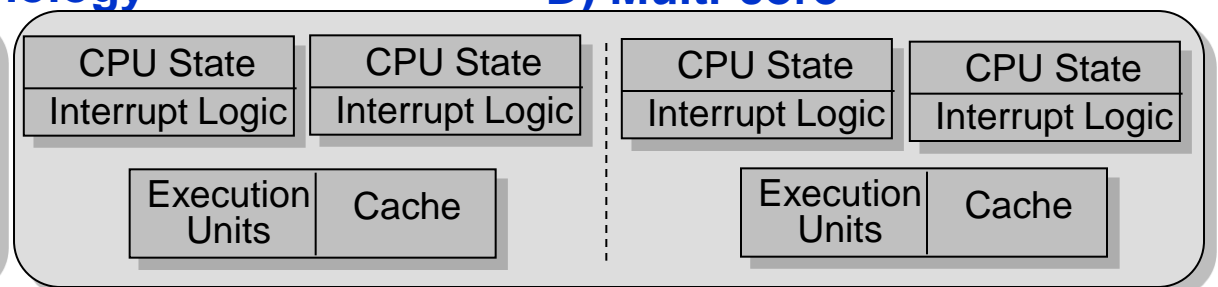 CPU State
Interrupt Logic
CPU State
Interrupt Logic
Execution
Units
Cache
CPU State
Interrupt Logic
CPU State
Interrupt Logic
Execution
Units
Cache